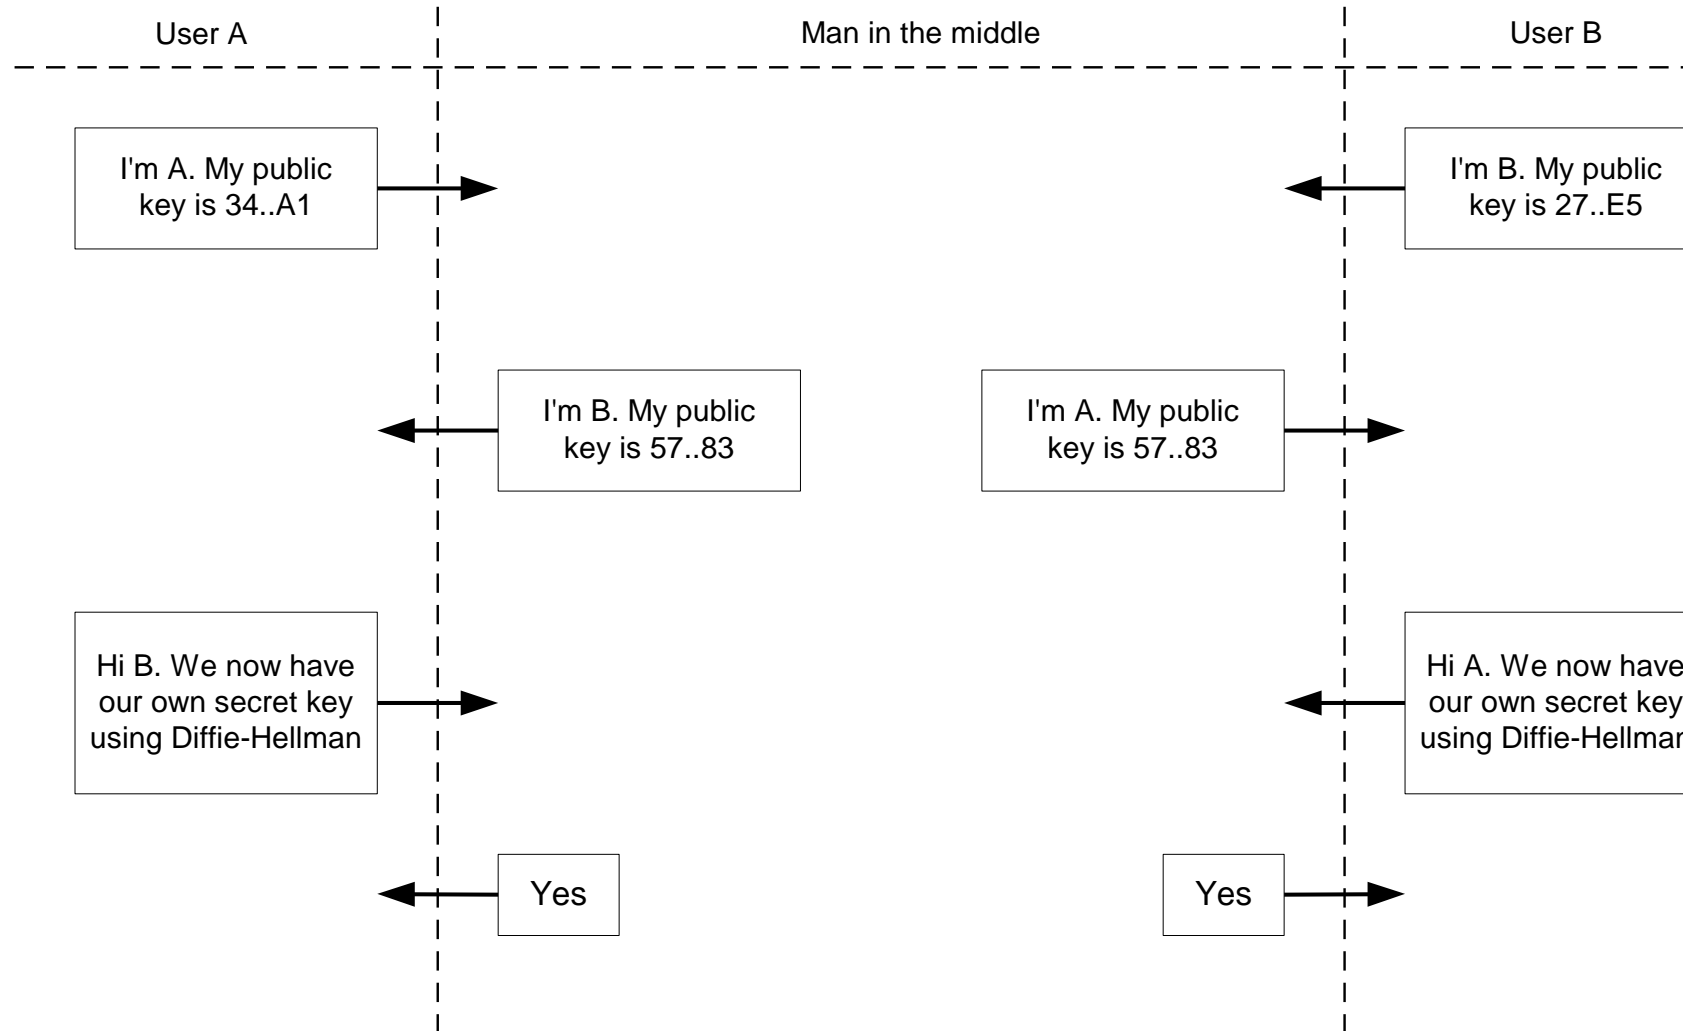 User A
Man in the middle
User B
I'm A. My public
key is 34..A1
I'm B. My public
key is 27..E5
I'm B. My public
key is 57..83
I'm A. My public
key is 57..83
Hi B. We now have
our own secret key
using Diffie-Hellman
Hi A. We now have
our own secret key
using Diffie-Hellman
Yes
Yes